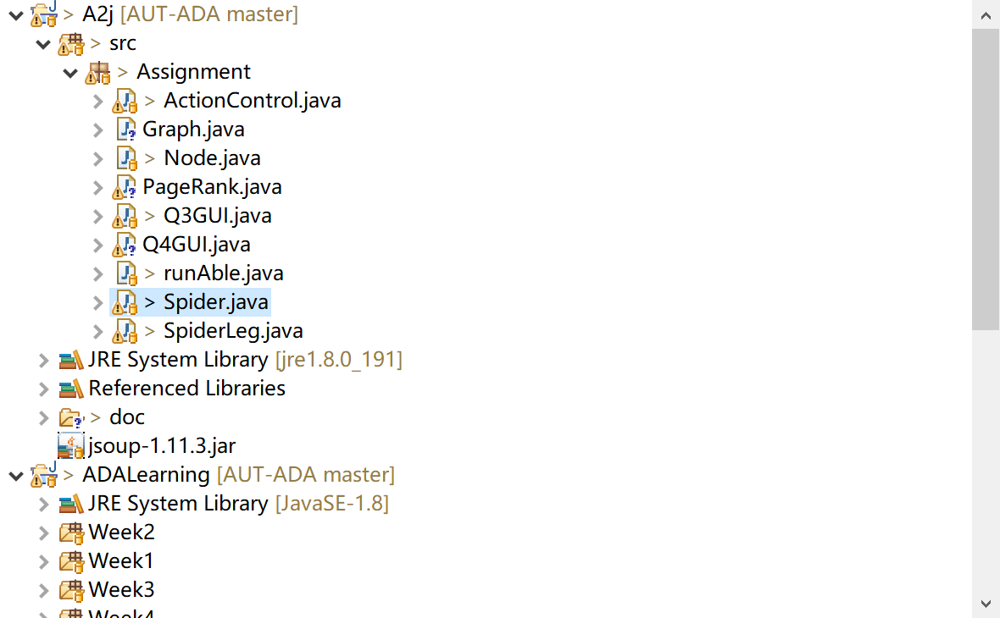 > A2j [AUT-ADA master]
> src
> Assignment
> ActionControl.java
Graph.java
> Node.java
PageRank.java
> Q3GUI.java
Q4GUI.java
> runAble.java
> Spider.java
> SpiderLeg.java
JRE System Library [jre1.8.0_191]
Referenced Libraries
> doc
jsoup-1.11.3.jar
> ADALearning [AUT-ADA master]
JRE System Library [JavaSE-1.8]
Week2
Week1
Week3
Week4